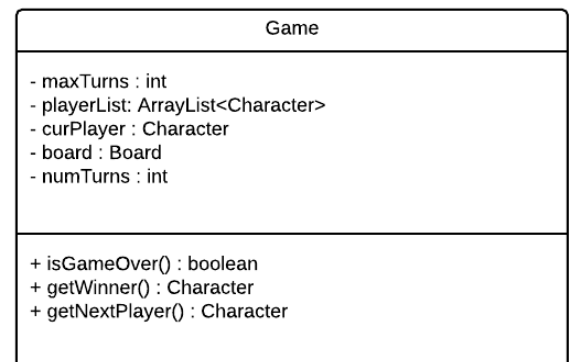 Game
- maxTurns : int
- playerList: ArrayList<Character>
- curPlayer : Character
- board : Board
- numTurns : int
+ isGameOver() : boolean
+ getWinner() : Character
+ getNextPlayer() : Character